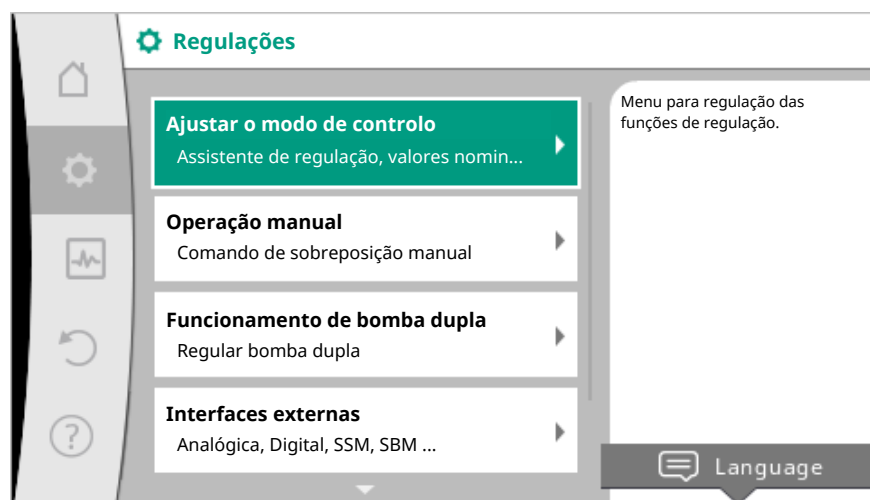 Regulações
Ajustar o modo de controlo
Assistente de regulação, valores nomin...
Operação manual
Comando de sobreposição manual
Funcionamento de bomba dupla
Regular bomba dupla
Interfaces externas
Analógica, Digital, SSM, SBM ...
Menu para regulação das
funções de regulação.
?
Language